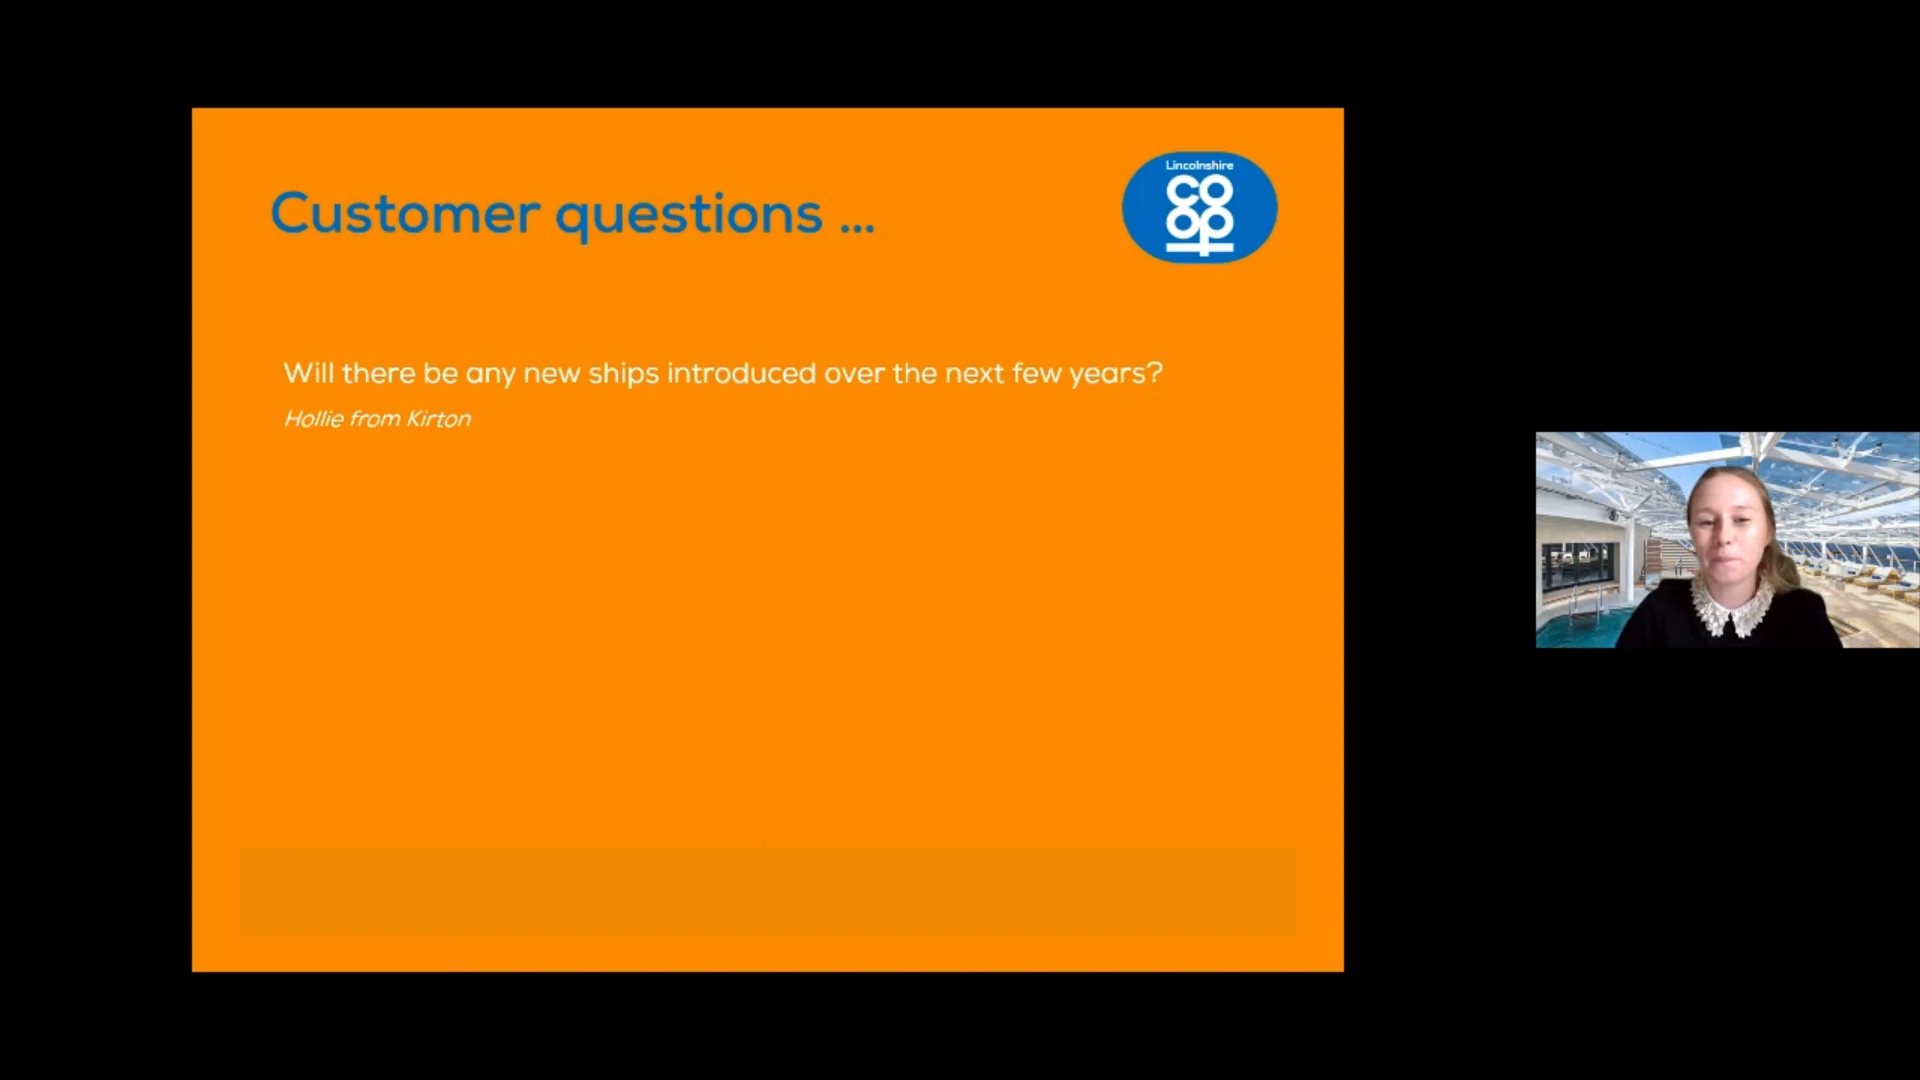 Customer questions ...
Lincolnshire
co
op
Will there be any new ships introduced over the next few years?
Hollie from Kirton